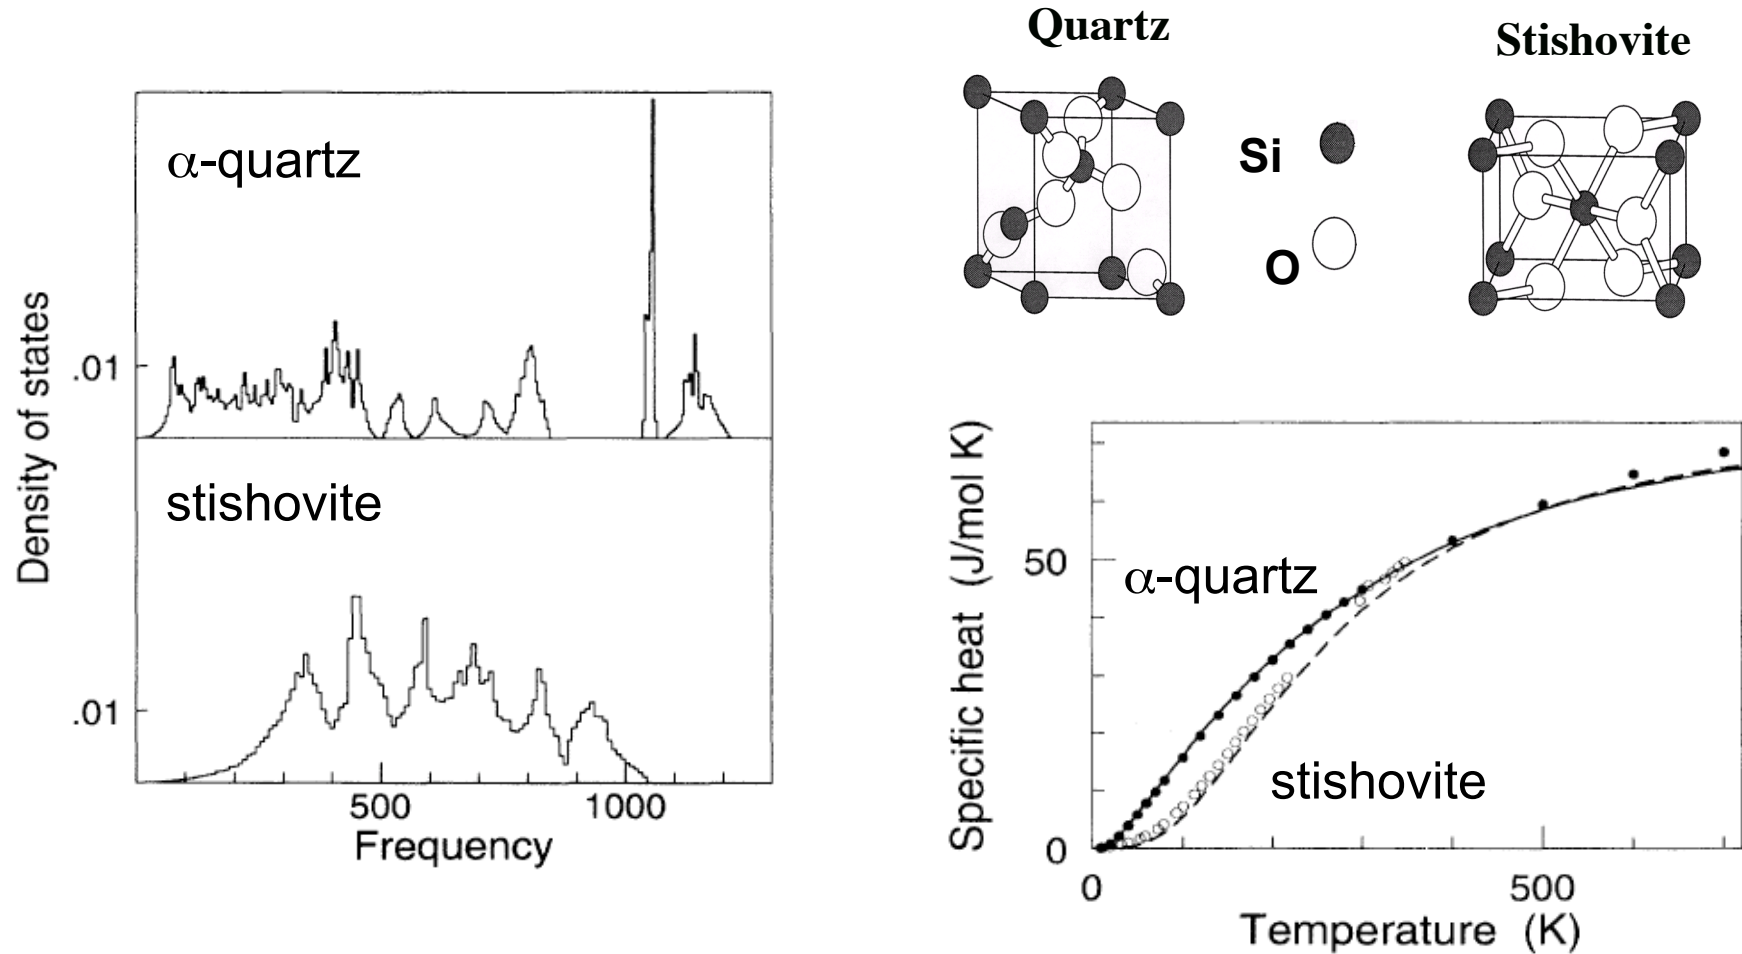 Quartz
Stishovite
Si
O
α-quartz
.01
stishovite
.01
Density of states
500
1000
Frequency
Specific heat (J/mol K)
50
0
α-quartz
stishovite
0
500
Temperature (K)